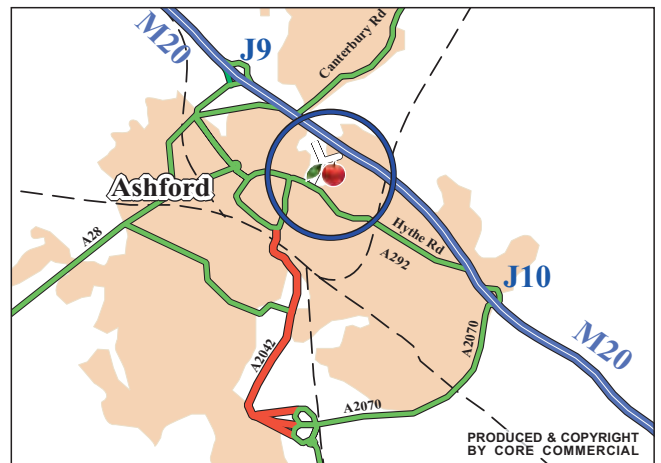 M20
J9
Canterbury Rd
Ashford
A28
Hythe Rd
A292
J10
A2042
A2070
A2070
M20
PRODUCED & COPYRIGHT
BY CORE COMMERCIAL